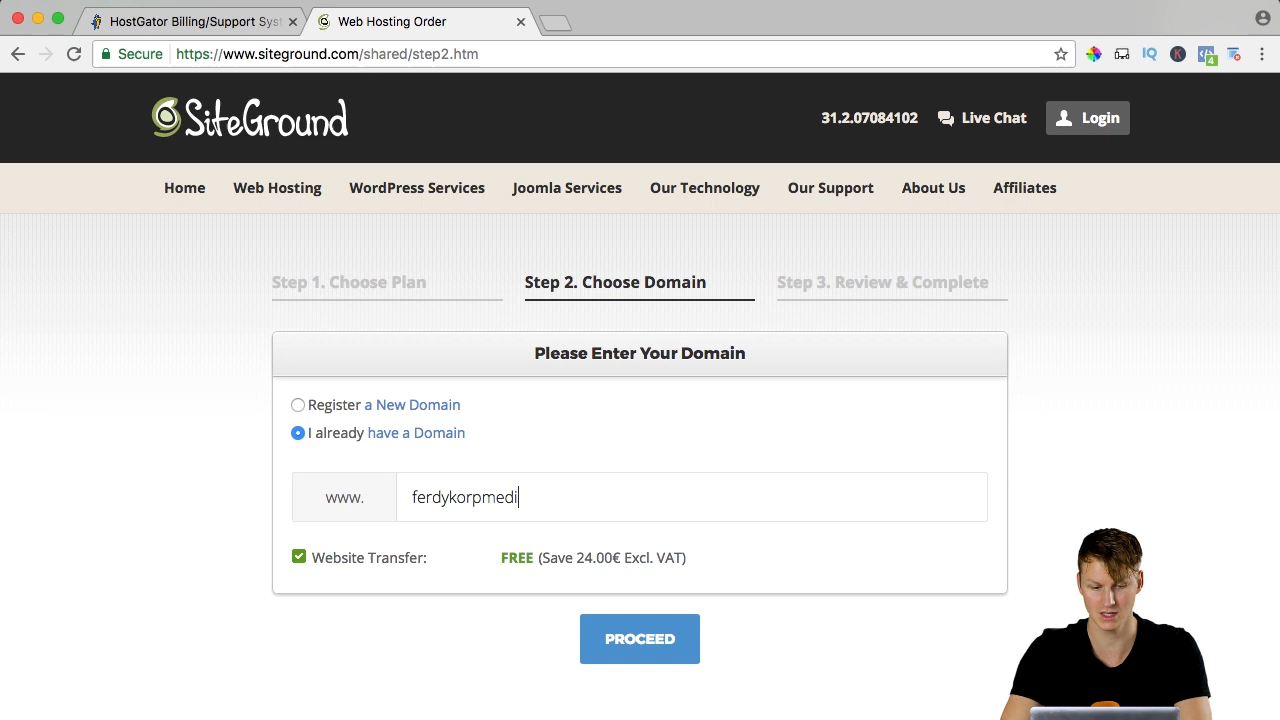 HostGator Billing/Support Syst
Web Hosting Order
Secure
https://www.siteground.com/shared/step2.htm
IQ
K
4
SiteGround
31.2.07084102
Live Chat
Login
Home
Web Hosting
WordPress Services
Joomla Services
Our Technology
Our Support
About Us
Affiliates
Step 1. Choose Plan
Step 2. Choose Domain
Step 3. Review & Complete
Please Enter Your Domain
Register a New Domain
I already have a Domain
www.
ferdykorpmedi
Website Transfer:
FREE (Save 24.00€ Excl. VAT)
PROCEED